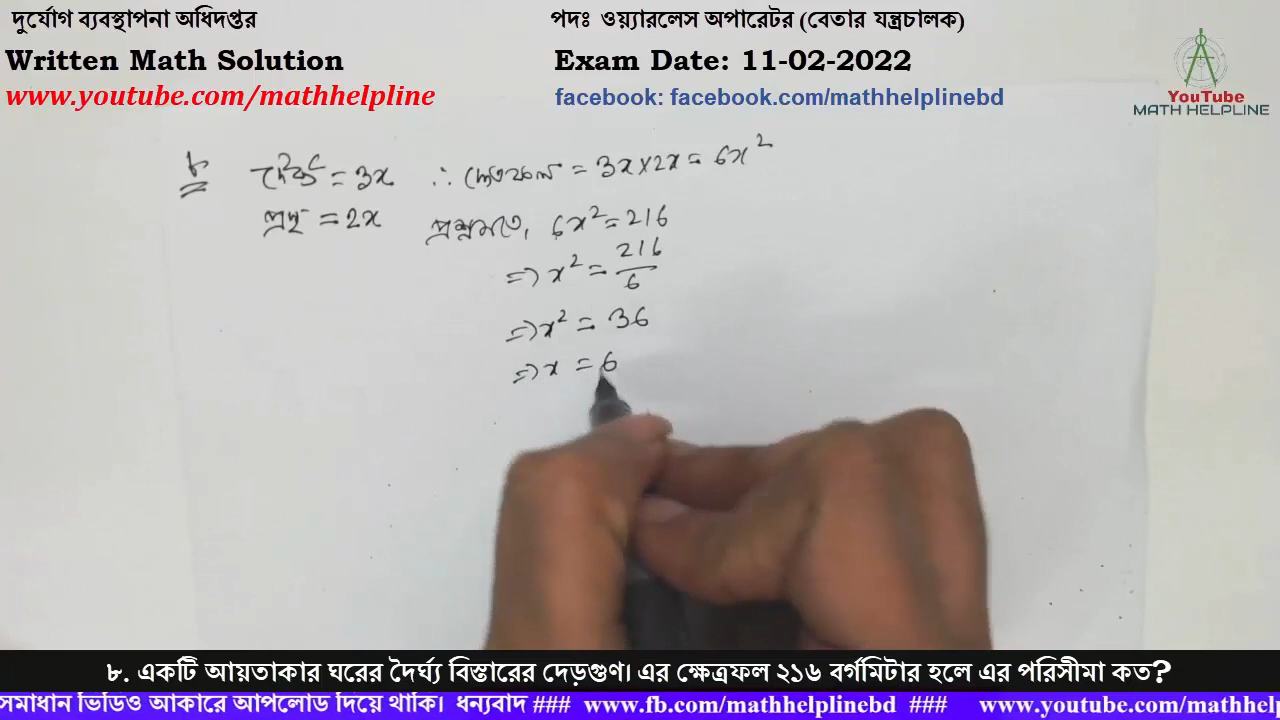 দুর্যোগ ব্যবস্থাপনা অধিদপ্তর
পদঃ ওয়্যারলেস অপারেটর (বেতার যন্ত্রচালক)
Written Math Solution
Exam Date: 11-02-2022
www.youtube.com/mathhelpline
facebook: facebook.com/mathhelplinebd
YouTube
MATH HELPLINE
৮ দৈর্ঘ্য = 3x ∴ ক্ষেত্রফল = 3x×2x = 6x²
প্রস্থ = 2x প্রশ্নমতে, 6x² = 216
⇒ x² = 216/6
⇒ x² = 36
⇒ x = 6
৮. একটি আয়তাকার ঘরের দৈর্ঘ্য বিস্তারের দেড়গুণ। এর ক্ষেত্রফল ২১৬ বর্গমিটার হলে এর পরিসীমা কত?
সমাধান ভিডিও আকারে আপলোড দিয়ে থাকি। ধন্যবাদ ### www.fb.com/mathhelplinebd ### www.youtube.com/mathhelp